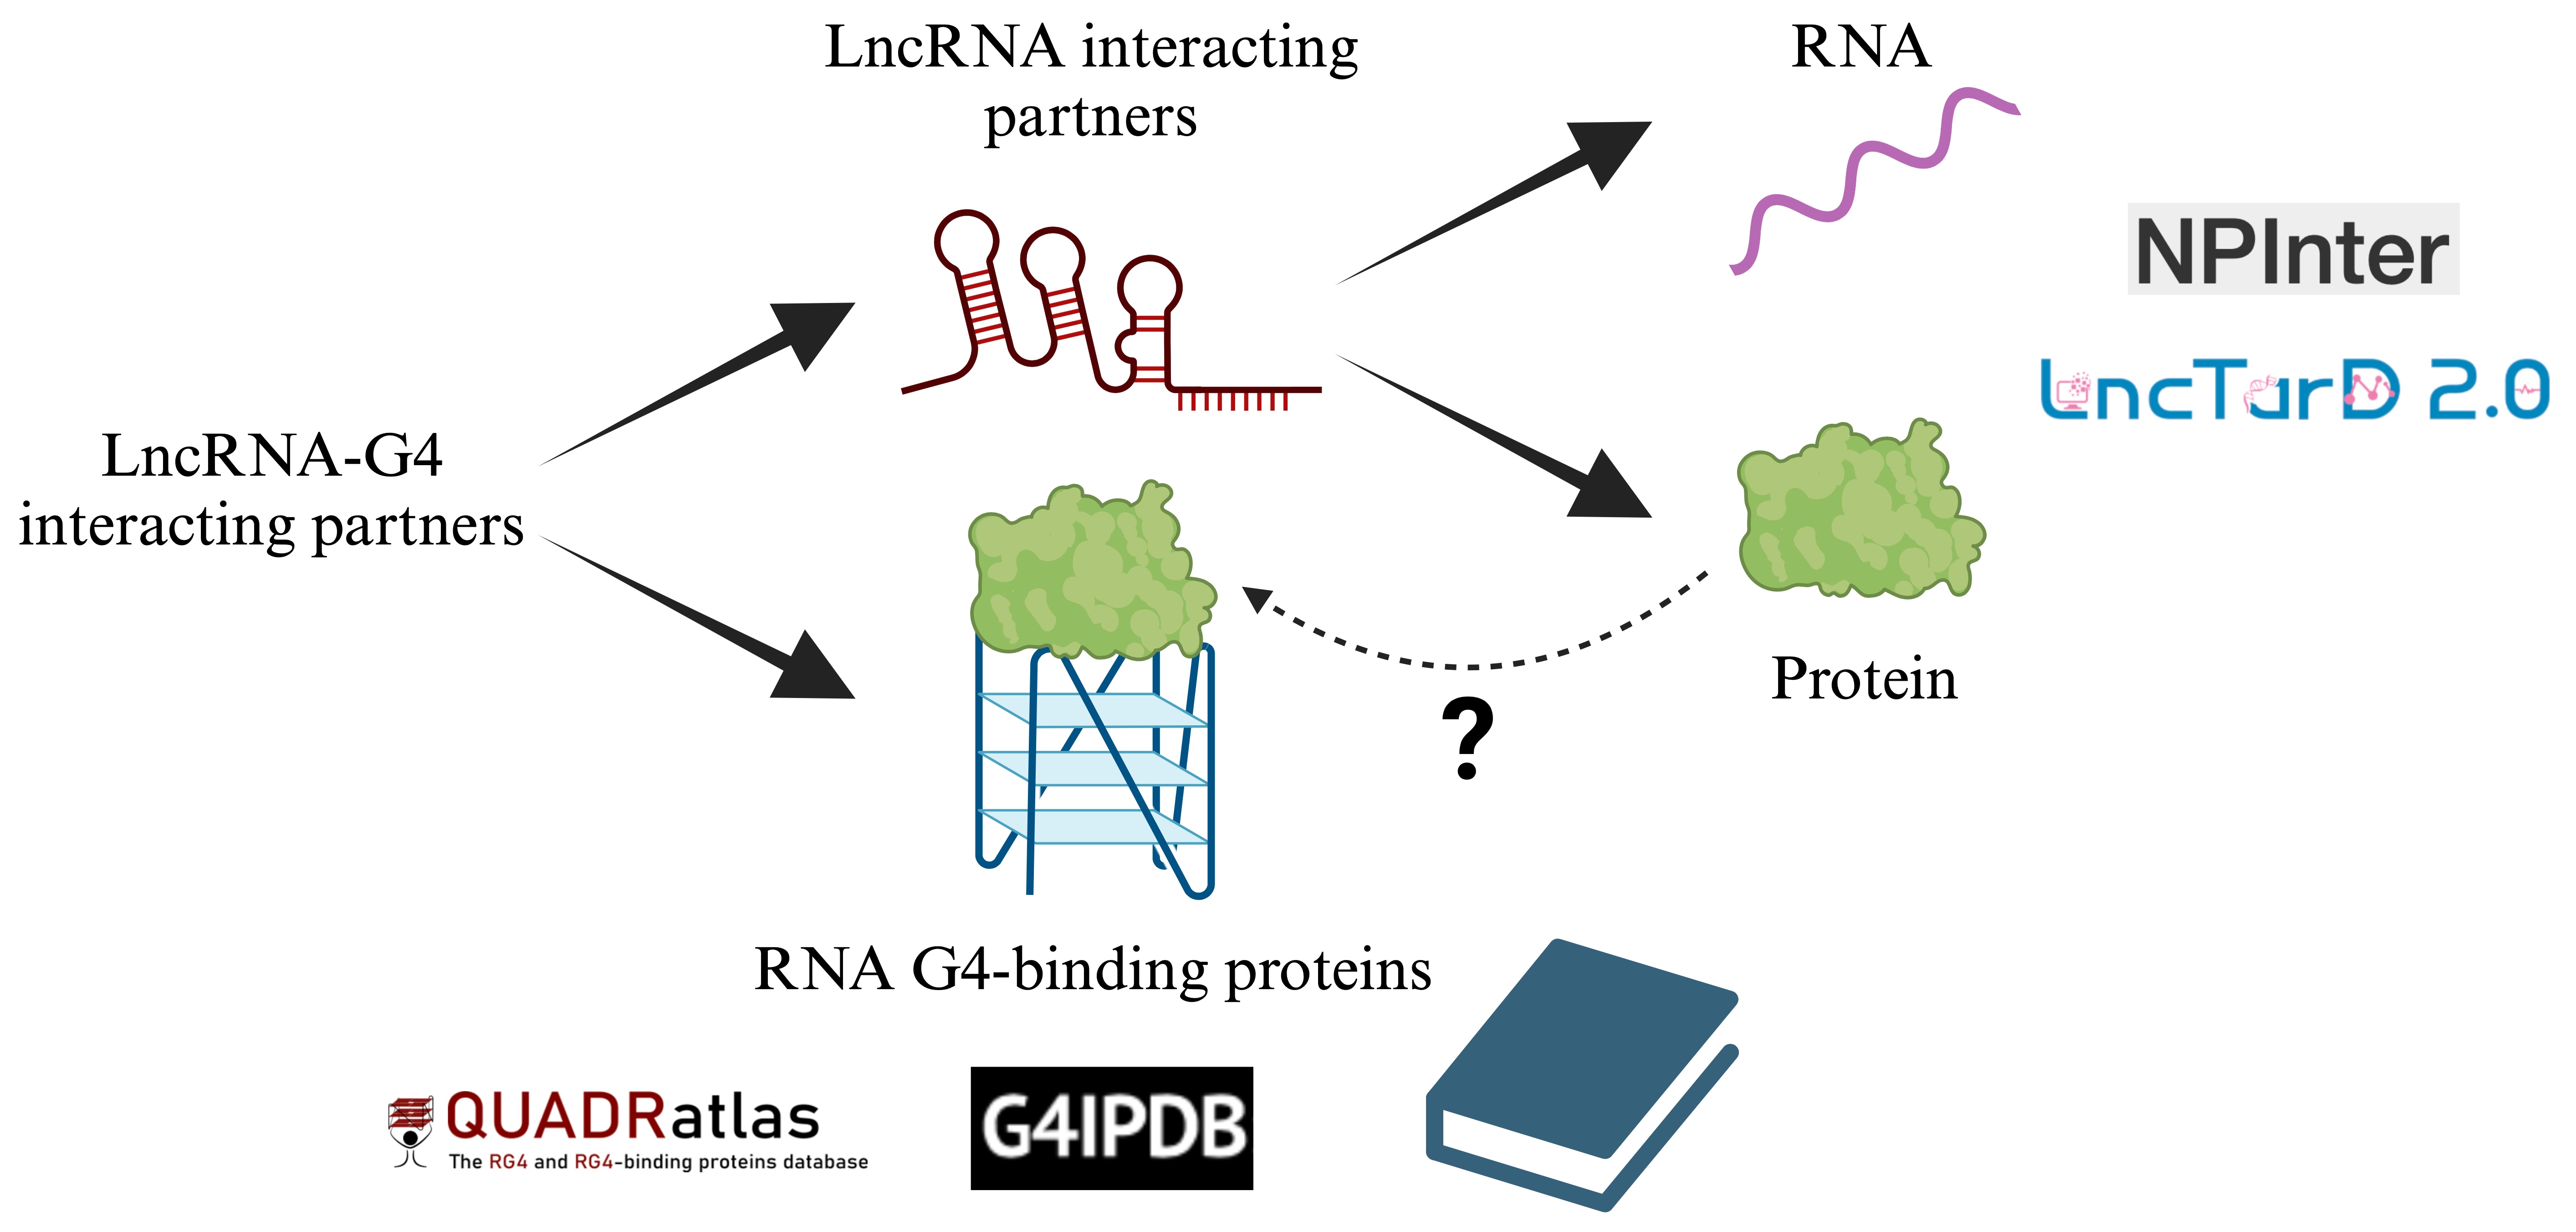 LncRNA interacting
partners
RNA
NPInter
LncTarD 2.0
LncRNA-G4
interacting partners
Protein
?
RNA G4-binding proteins
QUADRatlas
The RG4 and RG4-binding proteins database
G4IPDB